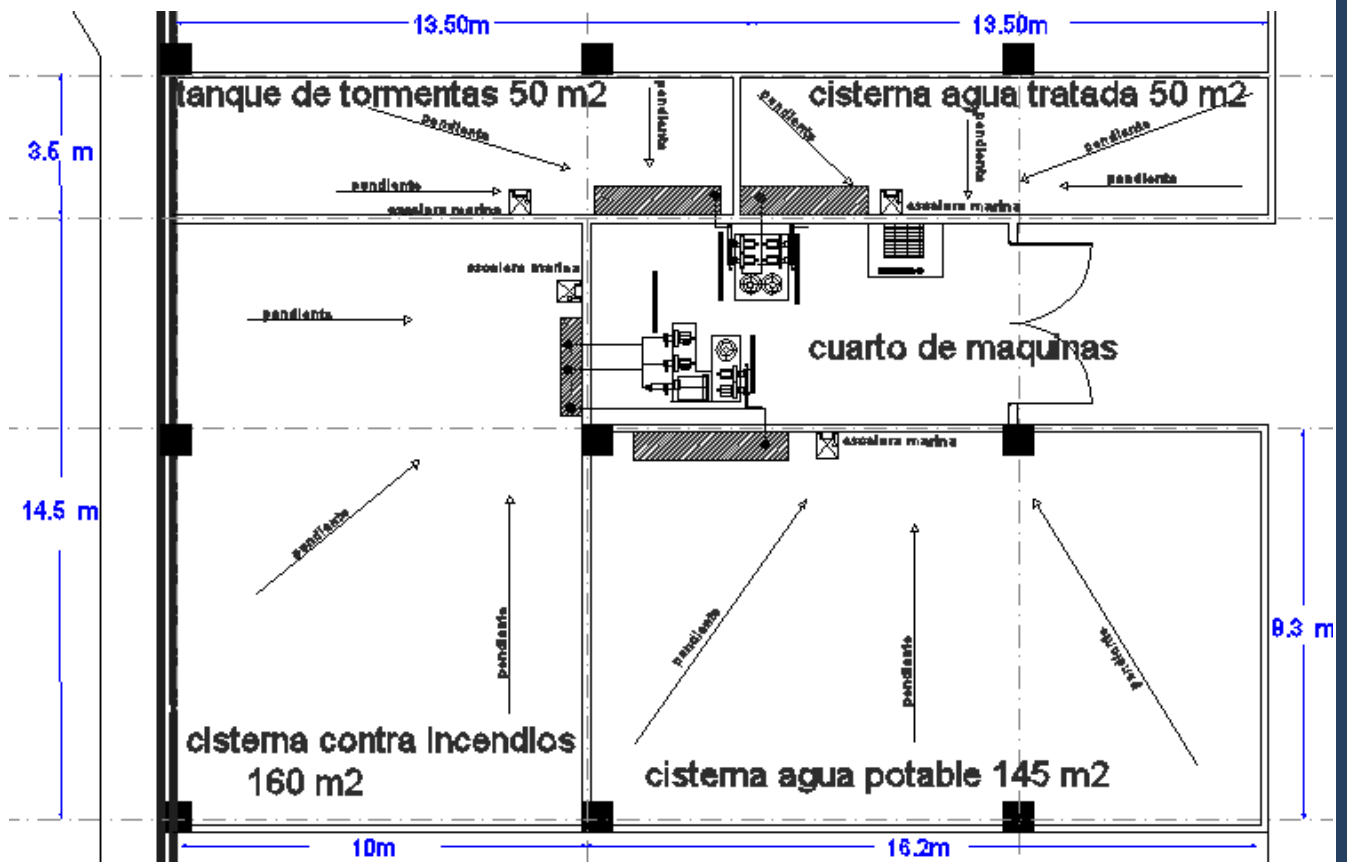 13.50m
13.50m
tanque de tormentas 50 m2
cisterna agua tratada 50 m2
pendiente
pendiente
pendiente
pendiente
pendiente
3.6 m
pendiente
pendiente
escalera marina
escalera marina
escalera marina
pendiente
cuarto de maquinas
escalera marina
14.5 m
pendiente
pendiente
pendiente
pendiente
pendiente
9.3 m
cisterna contra incendios
160 m2
cisterna agua potable 145 m2
10m
16.2m